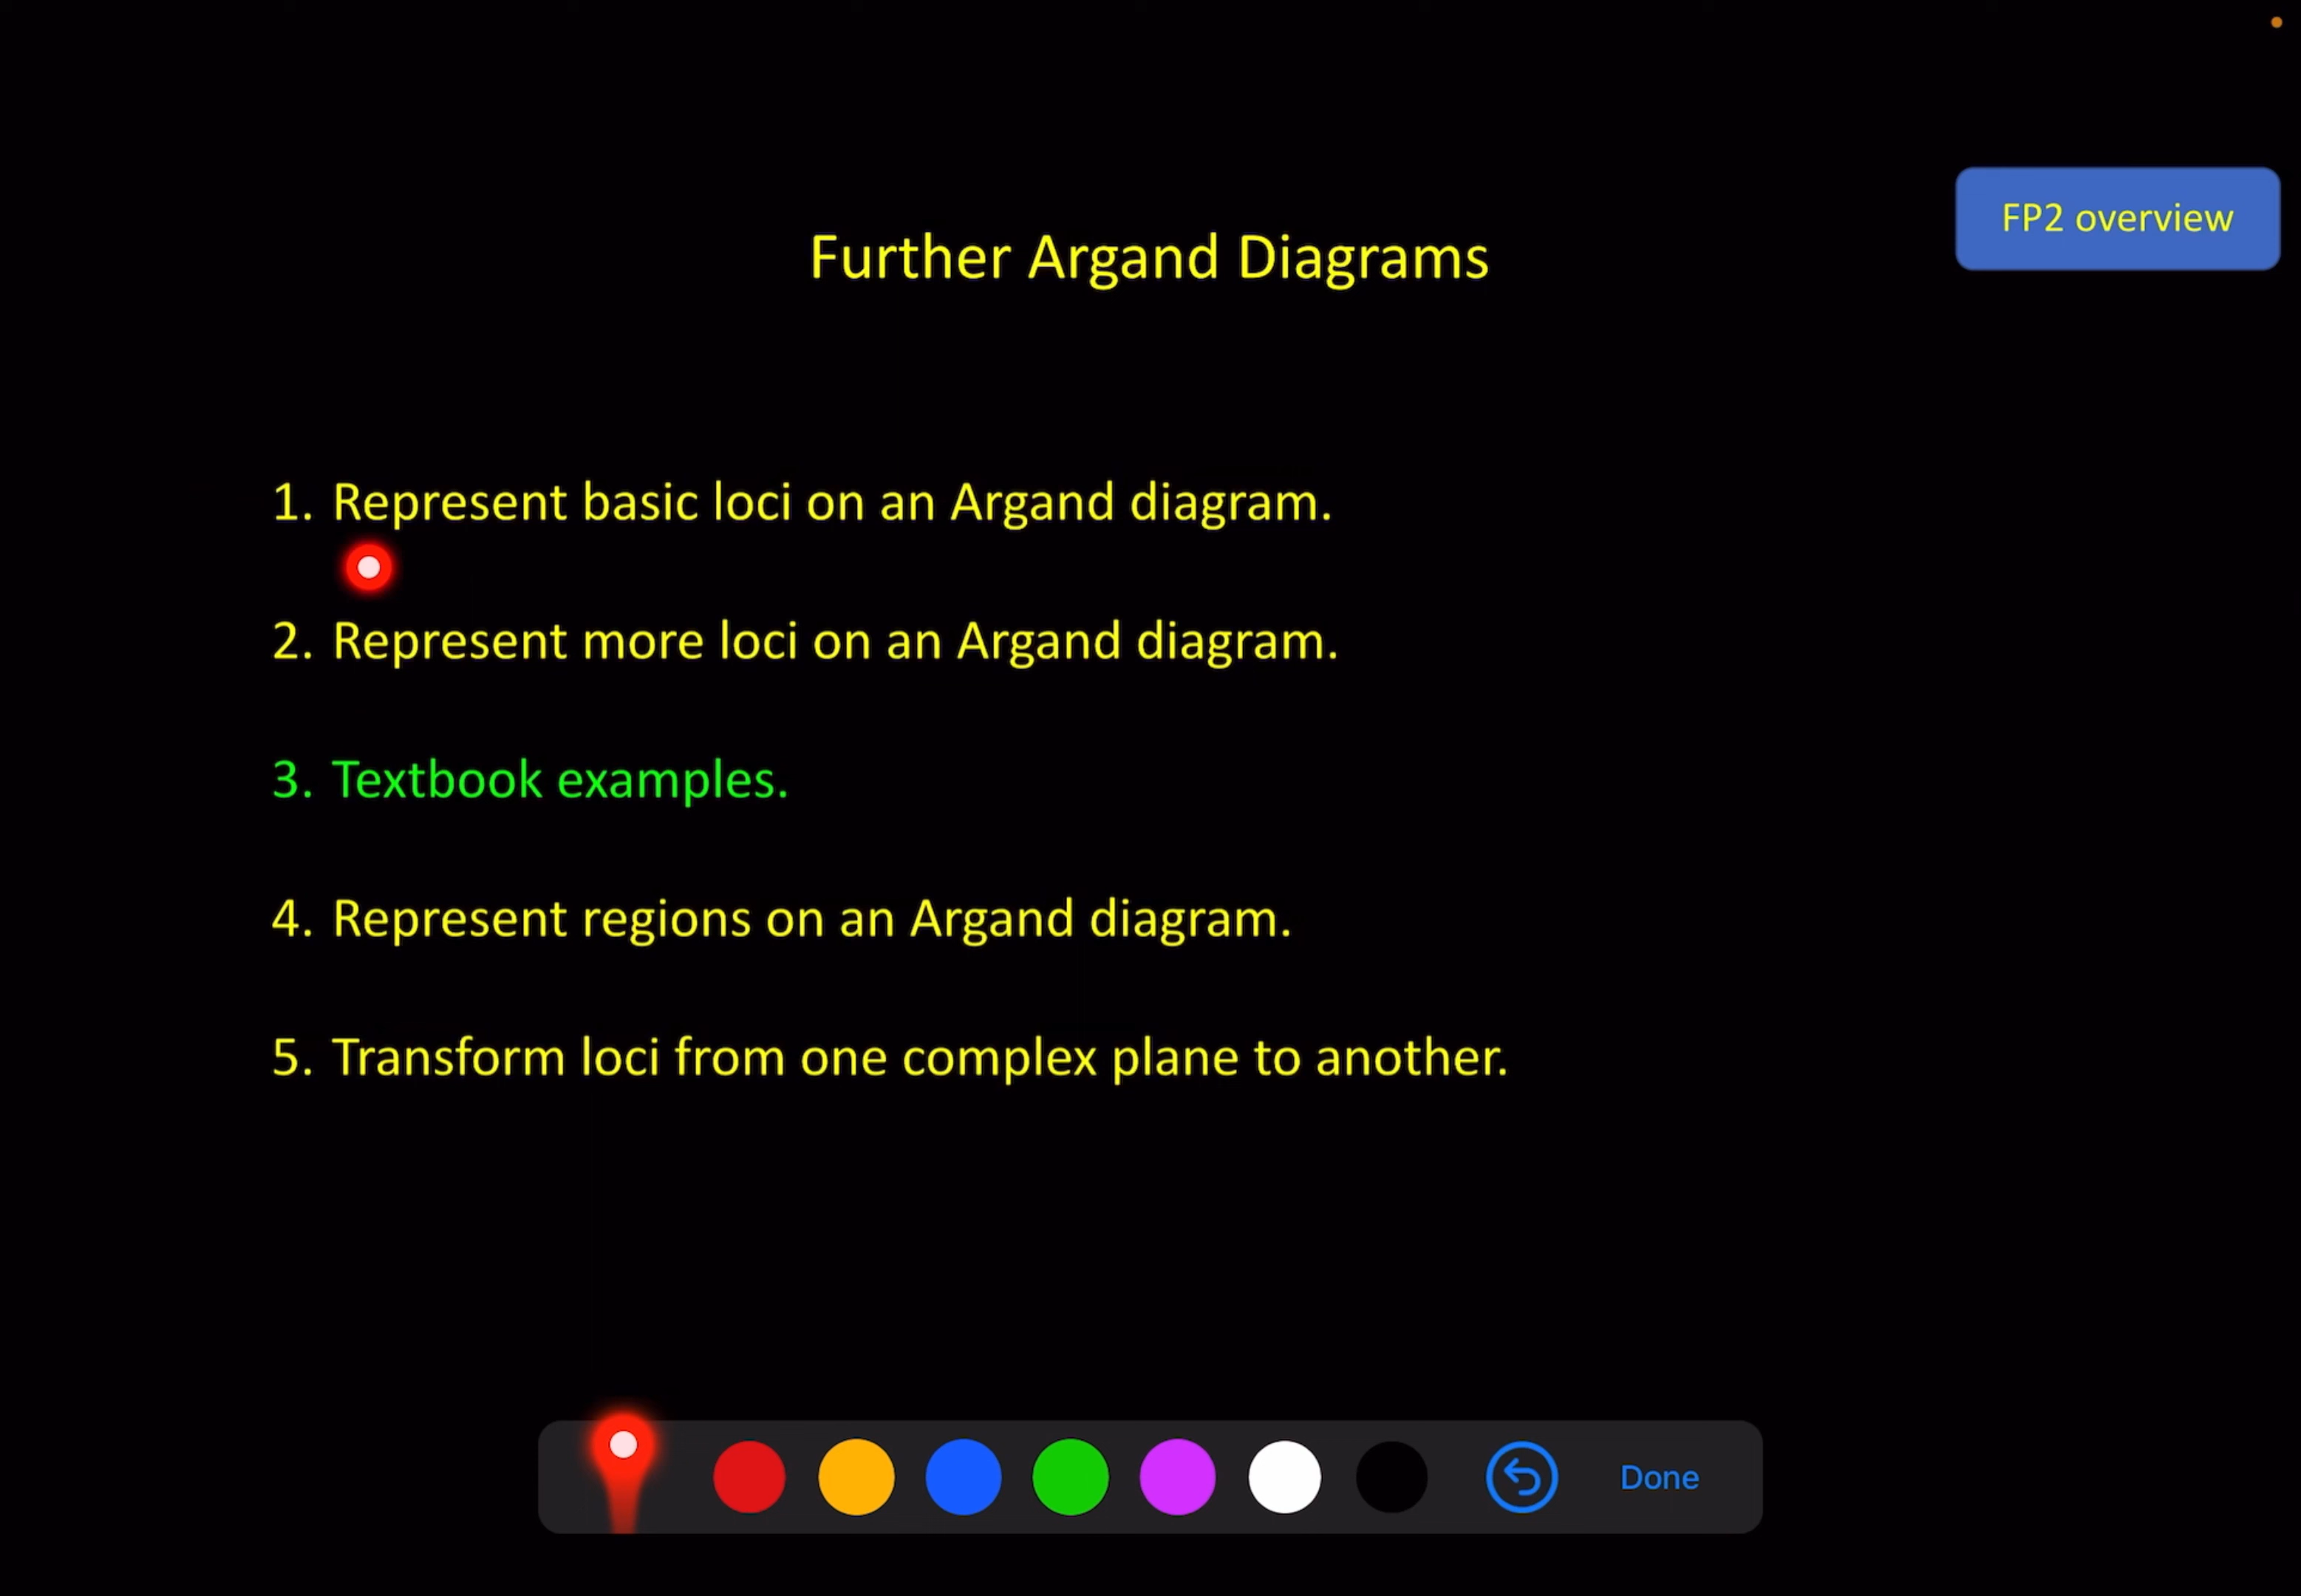 FP2 overview
Further Argand Diagrams
1. Represent basic loci on an Argand diagram.
2. Represent more loci on an Argand diagram.
3. Textbook examples.
4. Represent regions on an Argand diagram.
5. Transform loci from one complex plane to another.
Done